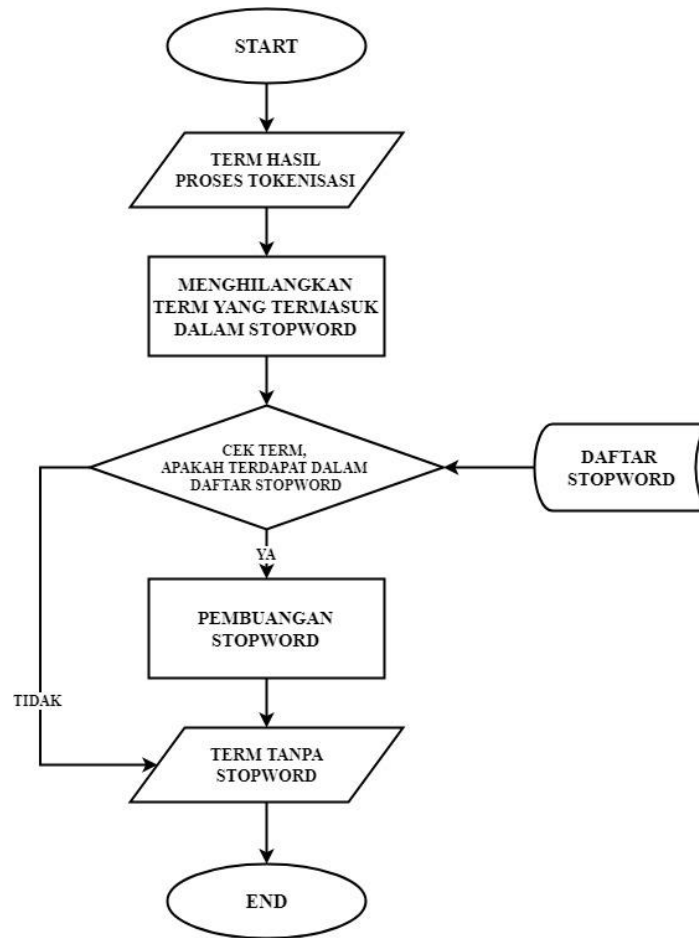 START
TERM HASIL
PROSES TOKENISASI
MENGHILANGKAN
TERM YANG TERMASUK
DALAM STOPWORD
CEK TERM,
APAKAH TERDAPAT DALAM
DAFTAR STOPWORD
DAFTAR
STOPWORD
YA
PEMBUANGAN
STOPWORD
TIDAK
TERM TANPA
STOPWORD
END